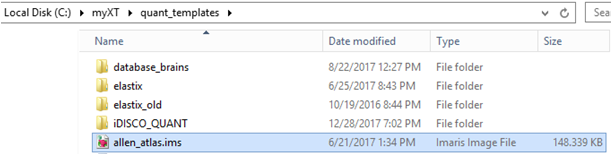 Local Disk (C:) ▸ myXT ▸ quant_templates ▸
Name Date modified Type Size
database_brains 8/22/2017 12:27 PM File folder
elastix 6/25/2017 8:43 PM File folder
elastix_old 10/19/2016 8:44 PM File folder
iDISCO_QUANT 12/28/2017 7:02 PM File folder
allen_atlas.ims 6/21/2017 1:34 PM Imaris Image File 148.339 KB